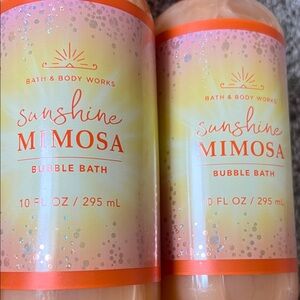 BATH & BODY WORKS
sunshine
MIMOSA
BUBBLE BATH
10 FL OZ / 295 mL
BATH & BODY WORKS
sunshine
MIMOSA
BUBBLE BATH
0 FL OZ / 295 mL